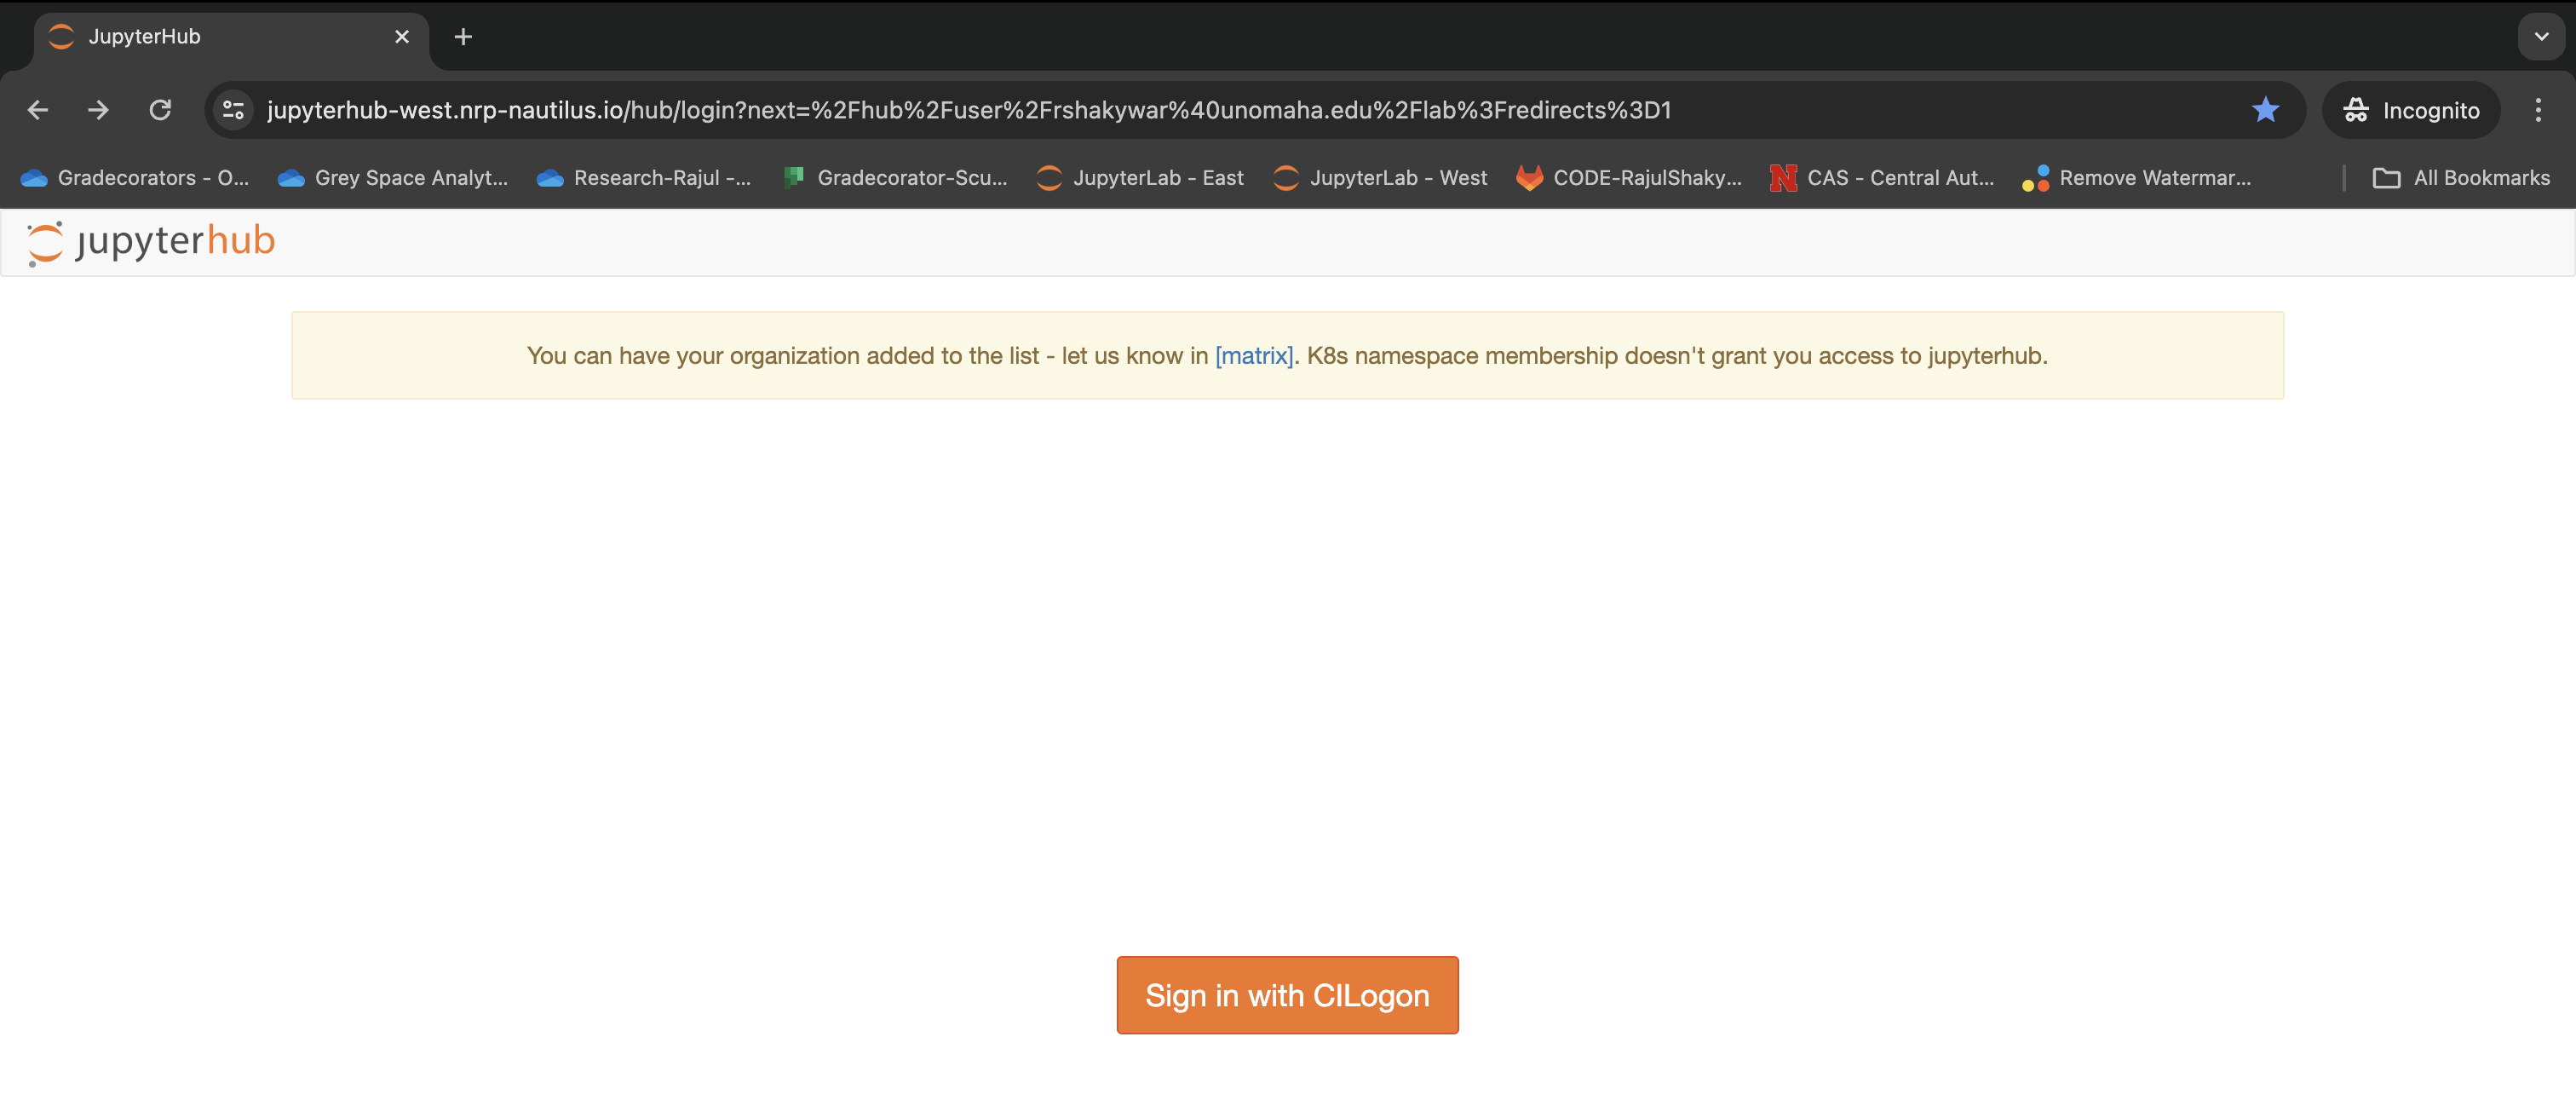 JupyterHub
jupyterhub-west.nrp-nautilus.io/hub/login?next=%2Fhub%2Fuser%2Frshakywar%40unomaha.edu%2Flab%3Fredirects%3D1
Incognito
Gradecorators - O... Grey Space Analyt... Research-Rajul -... Gradecorator-Scu... JupyterLab - East JupyterLab - West CODE-RajulShaky... CAS - Central Aut... Remove Watermar... All Bookmarks
jupyterhub
You can have your organization added to the list - let us know in [matrix]. K8s namespace membership doesn't grant you access to jupyterhub.
Sign in with CILogon